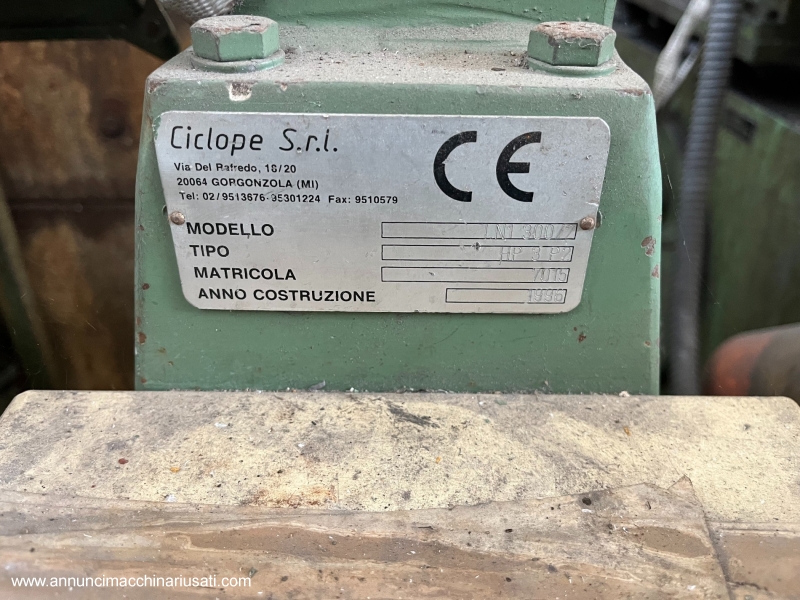 Ciclope S.r.l.
CE
Via Del Rafredo, 18/20
20064 GORGONZOLA (MI)
Tel: 02/9513676-95301224 Fax: 9510579
MODELLO
TIPO
MATRICOLA
ANNO COSTRUZIONE
www.annuncimacchinariusati.com